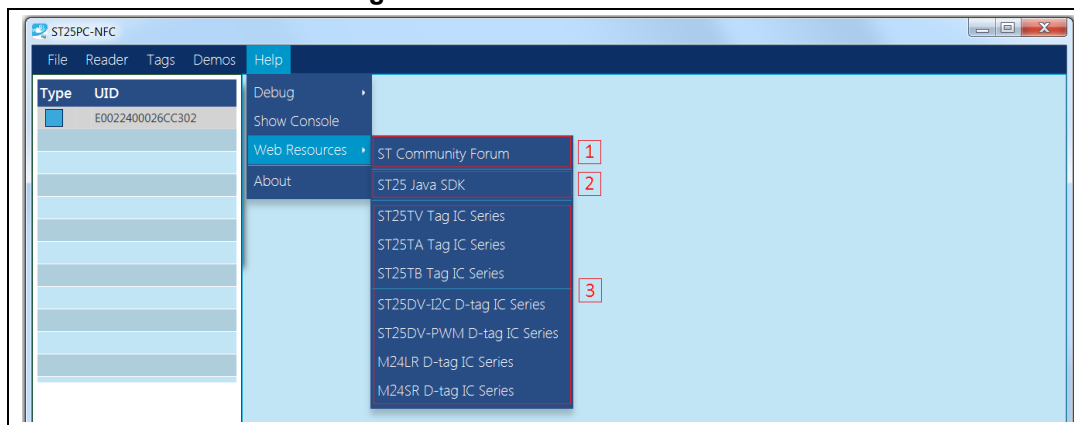 ST25PC-NFC
File Reader Tags Demos Help
Type UID
E0022400026CC302
Debug
Show Console
Web Resources
About
ST Community Forum
ST25 Java SDK
ST25TV Tag IC Series
ST25TA Tag IC Series
ST25TB Tag IC Series
ST25DV-I2C D-tag IC Series
ST25DV-PWM D-tag IC Series
M24LR D-tag IC Series
M24SR D-tag IC Series
1
2
3